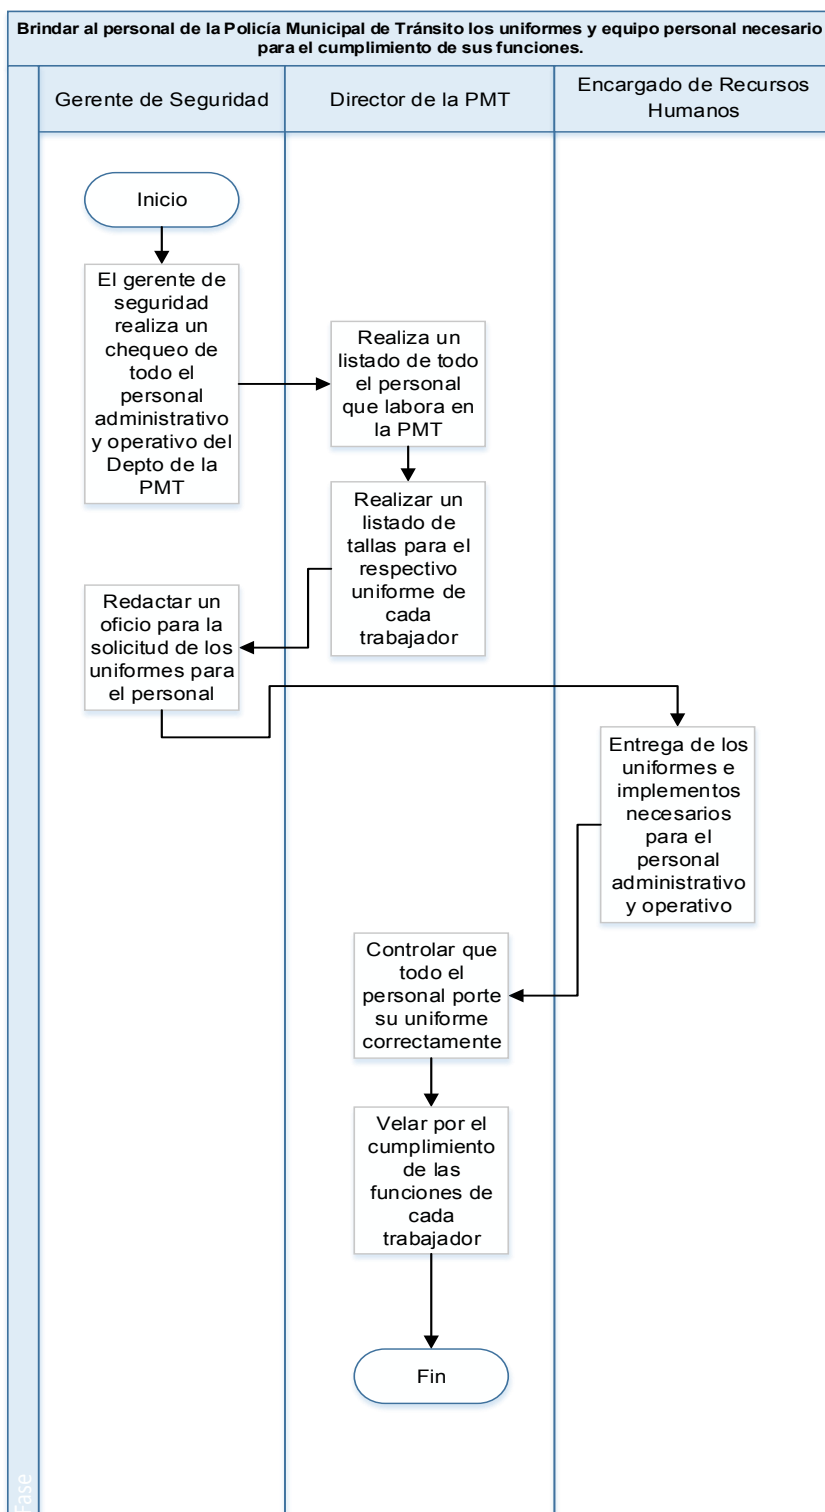 Brindar al personal de la Policía Municipal de Tránsito los uniformes y equipo personal necesario
para el cumplimiento de sus funciones.
Gerente de Seguridad
Director de la PMT
Encargado de Recursos
Humanos
Inicio
El gerente de
seguridad
realiza un
chequeo de
todo el
personal
administrativo
y operativo del
Depto de la
PMT
Realiza un
listado de todo
el personal
que labora en
la PMT
Realizar un
listado de
tallas para el
respectivo
uniforme de
cada
trabajador
Redactar un
oficio para la
solicitud de los
uniformes para
el personal
Entrega de los
uniformes e
implementos
necesarios
para el
personal
administrativo
y operativo
Controlar que
todo el
personal porte
su uniforme
correctamente
Velar por el
cumplimiento
de las
funciones de
cada
trabajador
Fin
Fase